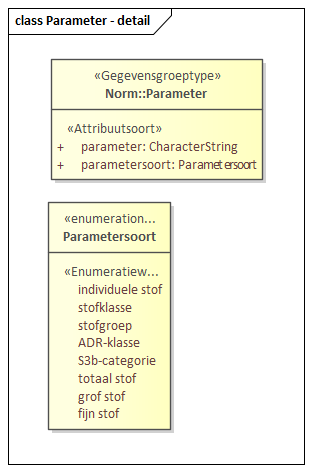 class Parameter - detail
«Gegevensgroeptype»
Norm::Parameter
«Attribuutsoort»
+ parameter: CharacterString
+ parametersoort: Parametersoort
«enumeration...
Parametersoort
«Enumeratiew...
individuele stof
stofklasse
stofgroep
ADR-klasse
S3b-categorie
totaal stof
grof stof
fijn stof